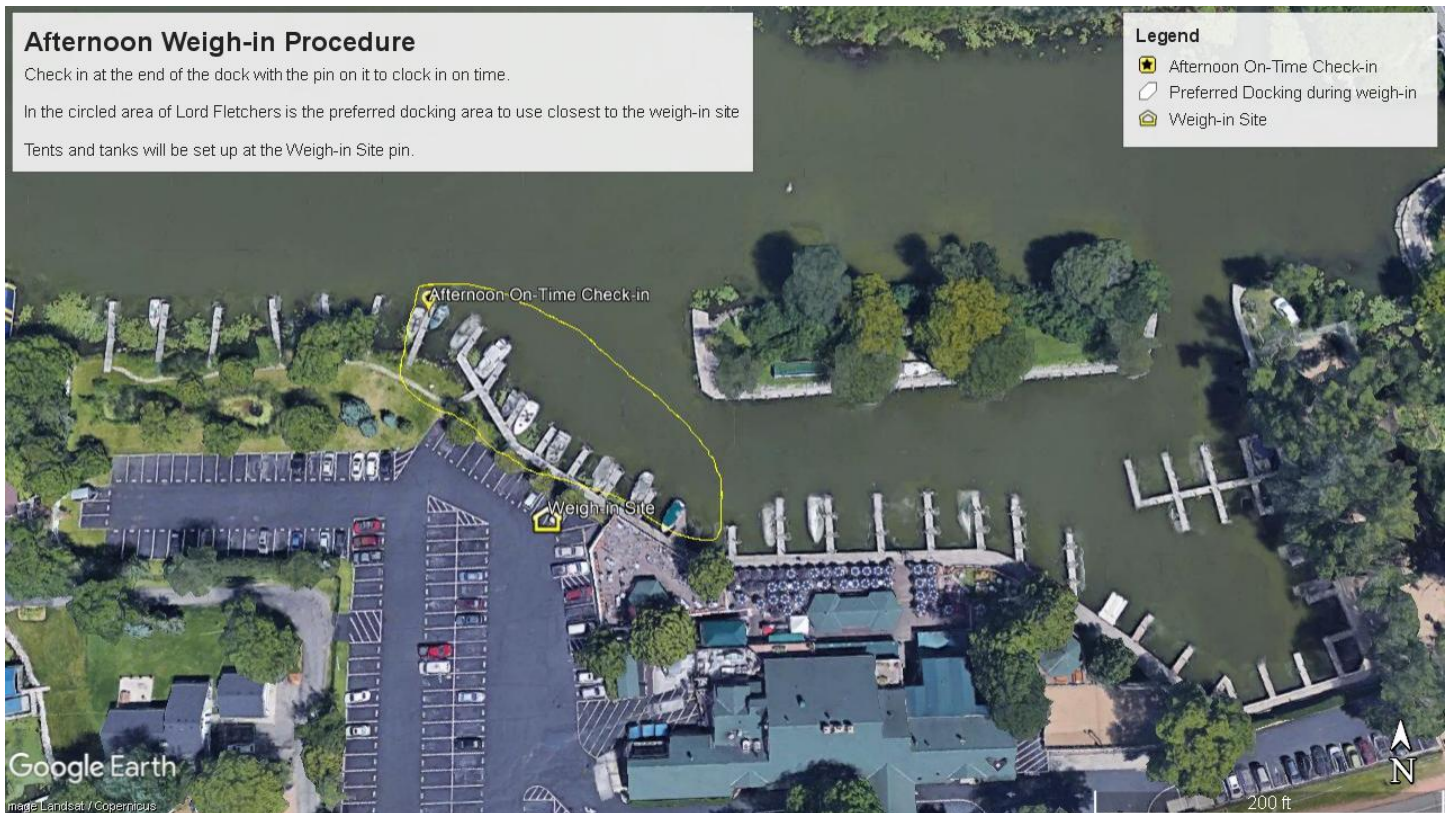 Afternoon Weigh-in Procedure
Check in at the end of the dock with the pin on it to clock in on time.
In the circled area of Lord Fletchers is the preferred docking area to use closest to the weigh-in site
Tents and tanks will be set up at the Weigh-in Site pin.
Legend
Afternoon On-Time Check-in
Preferred Docking during weigh-in
Weigh-in Site
Afternoon On-Time Check-in
Weigh-in Site
Google Earth
Image Landsat / Copernicus
N
200 ft